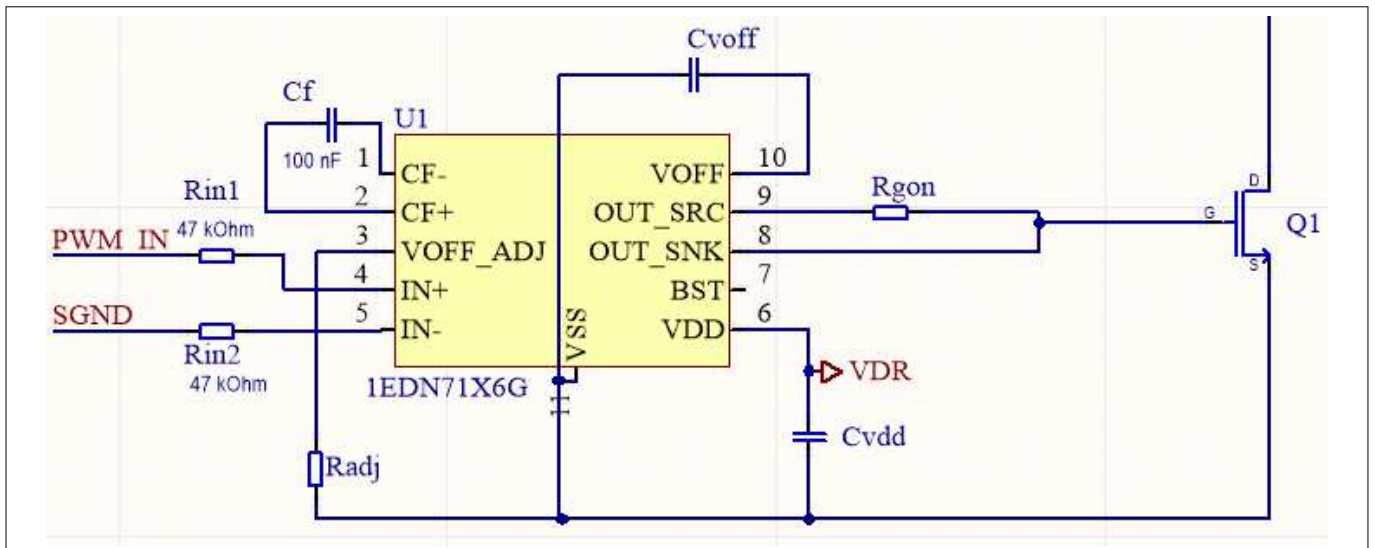 Cvoff
Cf
U1
100 nF
1
CF-
VOFF
10
Rin1
2
CF+
OUT_SRC
9
Rgon
D
PWM_IN
47 kOhm
3
VOFF_ADJ
OUT_SNK
8
G
Q1
4
IN+
BST
7
S
SGND
5
IN-
VDD
6
VSS
Rin2
47 kOhm
1EDN71X6G
11
VDR
Cvdd
Radj